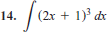 14. ∫ (2x + 1)³ dx